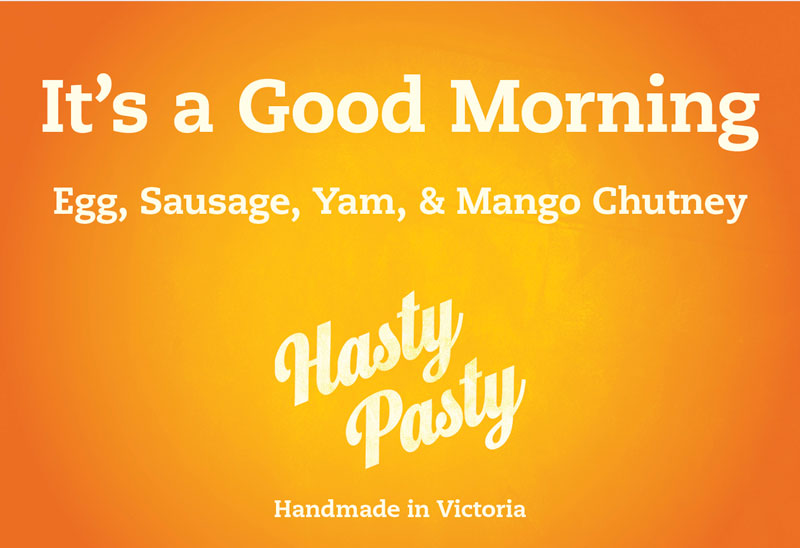 It's a Good Morning
Egg, Sausage, Yam, & Mango Chutney
Hasty
Pasty
Handmade in Victoria